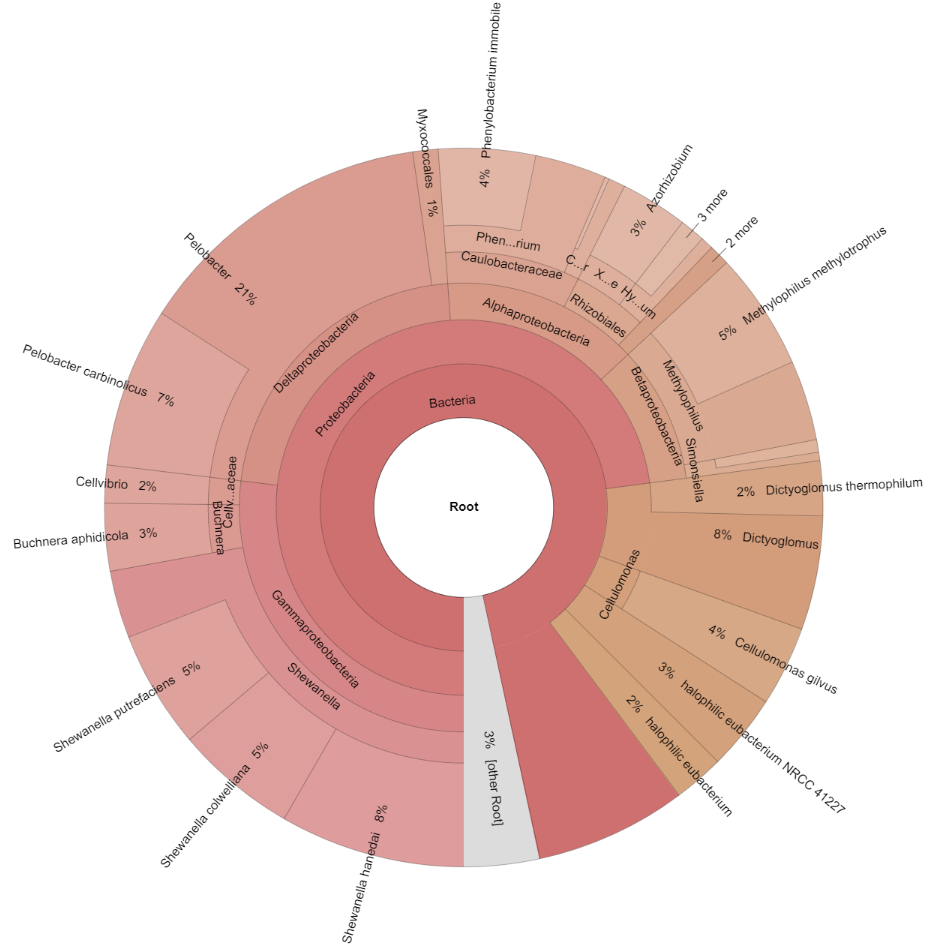 Root
Bacteria
Proteobacteria
Deltaproteobacteria
Alphaproteobacteria
Betaproteobacteria
Gammaproteobacteria
Phenylobacterium immobile 4%
Phen...rium
Caulobacteraceae
C...r
X...e
Hy...um
Rhizobiales
3% Azorhizobium
3 more
2 more
5% Methylophilus methylotrophus
Methylophilus
Simonsiella
2% Dictyoglomus thermophilum
8% Dictyoglomus
Cellulomonas
4% Cellulomonas gilvus
3% halophilic eubacterium NRCC 41227
2% halophilic eubacterium
3% [other Root]
Shewanella hanedai 8%
Shewanella colwelliana 5%
Shewanella putrefaciens 5%
Shewanella
Buchnera aphidicola 3%
Buchnera
Cellvibrio 2%
Cellv...aceae
Pelobacter carbinolicus 7%
Pelobacter 21%
Myxococcales 1%